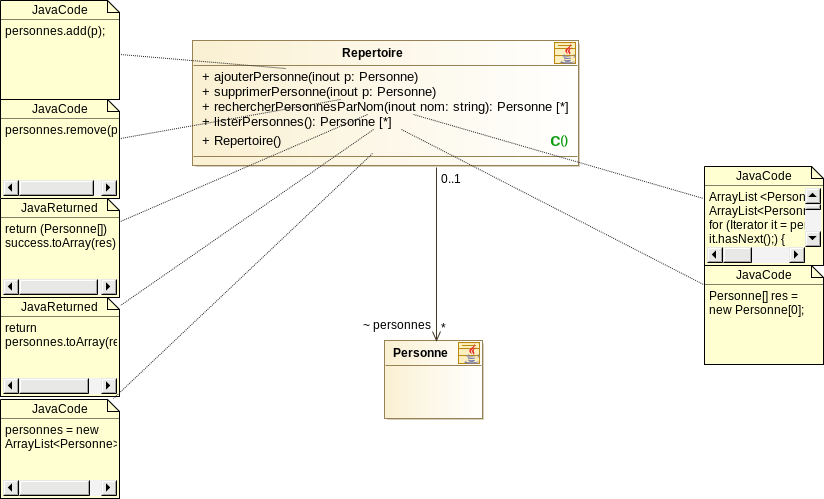 JavaCode
personnes.add(p);
JavaCode
personnes.remove(p
JavaReturned
return (Personne[])
success.toArray(res)
JavaReturned
return
personnes.toArray(re
JavaCode
personnes = new
ArrayList<Personne>
Repertoire
+ ajouterPersonne(inout p: Personne)
+ supprimerPersonne(inout p: Personne)
+ rechercherPersonesParNom(inout nom: string): Personne [*]
+ listerPersonnes(): Personne [*]
+ Repertoire()
C()
0..1
~ personnes
*
Personne
JavaCode
ArrayList <Person
ArrayList<Personn
for (Iterator it = per
it.hasNext();) {
JavaCode
Personne[] res =
new Personne[0];